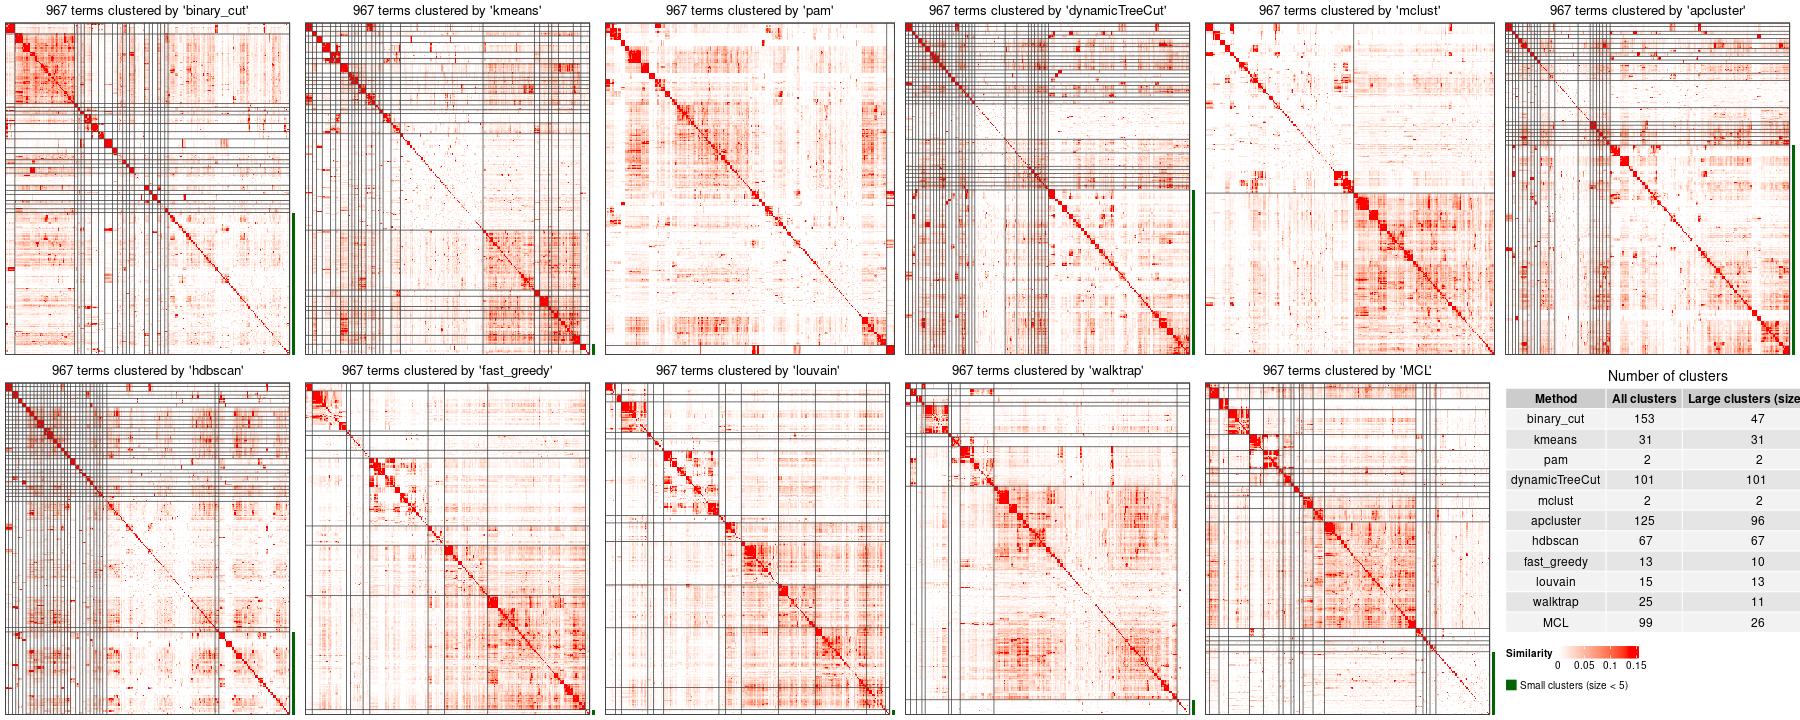 967 terms clustered by 'binary_cut'
967 terms clustered by 'kmeans'
967 terms clustered by 'pam'
967 terms clustered by 'dynamicTreeCut'
967 terms clustered by 'mclust'
967 terms clustered by 'apcluster'
967 terms clustered by 'hdbscan'
967 terms clustered by 'fast_greedy'
967 terms clustered by 'louvain'
967 terms clustered by 'walktrap'
967 terms clustered by 'MCL'
Number of clusters
Method All clusters Large clusters (size
binary_cut 153 47
kmeans 31 31
pam 2 2
dynamicTreeCut 101 101
mclust 2 2
apcluster 125 96
hdbscan 67 67
fast_greedy 13 10
louvain 15 13
walktrap 25 11
MCL 99 26
Similarity
0 0.05 0.1 0.15
Small clusters (size < 5)